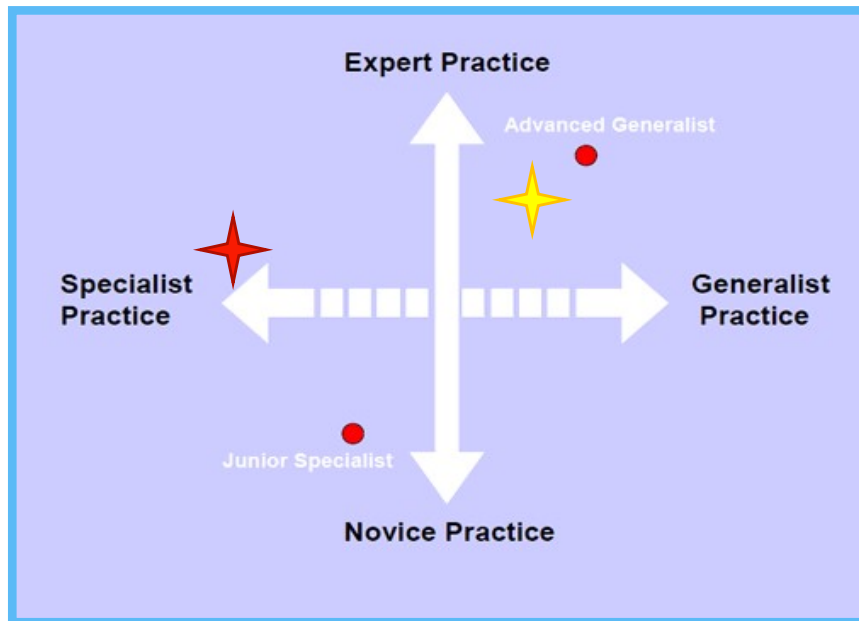 Expert Practice
Advanced Generalist
Specialist
Practice
Generalist
Practice
Junior Specialist
Novice Practice